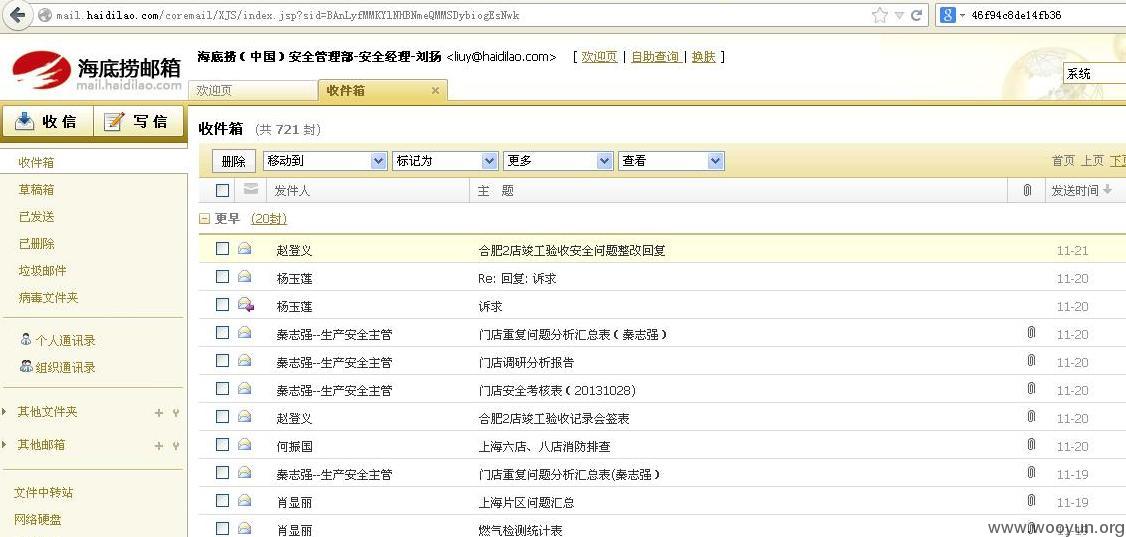 mail.haidilao.com/coremail/XJS/index.jsp?sid=BAnLyfMMKYlNHBNmeQMMSDybiogEsNwk
46f94c8de14fb36
海底捞邮箱
mail.haidilao.com
海底捞（中国）安全管理部-安全经理-刘扬 <liuy@haidilao.com> [ 欢迎页 | 自助查询 | 换肤 ]
系统
欢迎页 收件箱 ×
收信 写信
收件箱 (共 721 封)
删除 移动到 标记为 更多 查看 首页 上页 下页
发件人 主 题 发送时间
更早 (20封)
赵登义 合肥2店竣工验收安全问题整改回复 11-21
杨玉莲 Re: 回复: 诉求 11-20
杨玉莲 诉求 11-20
秦志强--生产安全主管 门店重复问题分析汇总表（秦志强） 11-20
秦志强--生产安全主管 门店调研分析报告 11-20
秦志强--生产安全主管 门店安全考核表（20131028) 11-20
赵登义 合肥2店竣工验收记录会签表 11-20
何振国 上海六店、八店消防排查 11-20
秦志强--生产安全主管 门店重复问题分析汇总表(秦志强） 11-19
肖显丽 上海片区问题汇总 11-19
肖显丽 燃气检测统计表 11-19
收件箱
草稿箱
已发送
已删除
垃圾邮件
病毒文件夹
个人通讯录
组织通讯录
其他文件夹
其他邮箱
文件中转站
网络硬盘
www.wooyun.org